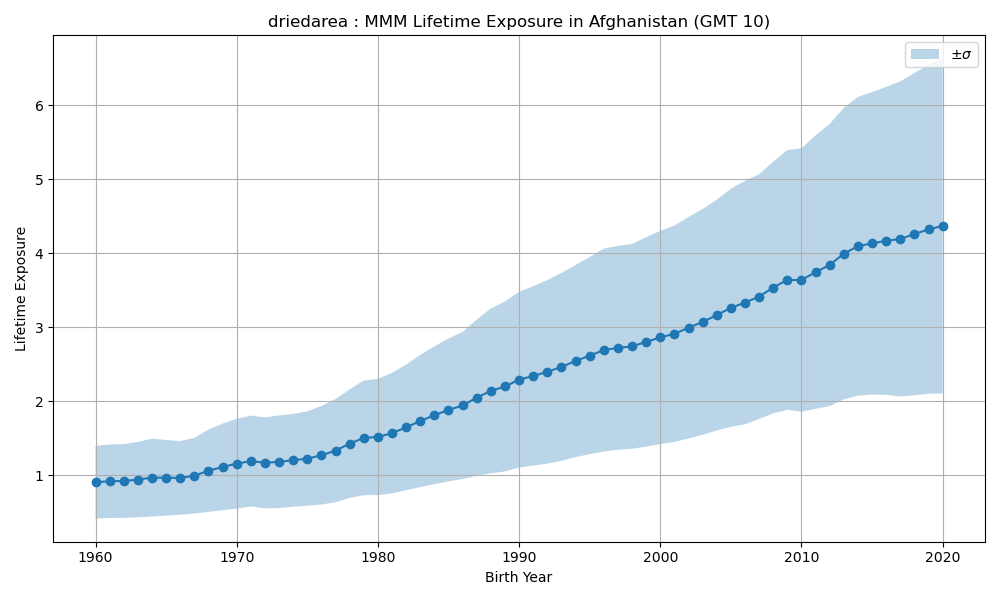 driedarea : MMM Lifetime Exposure in Afghanistan (GMT 10)
±σ
Lifetime Exposure
6
5
4
3
2
1
1960 1970 1980 1990 2000 2010 2020
Birth Year